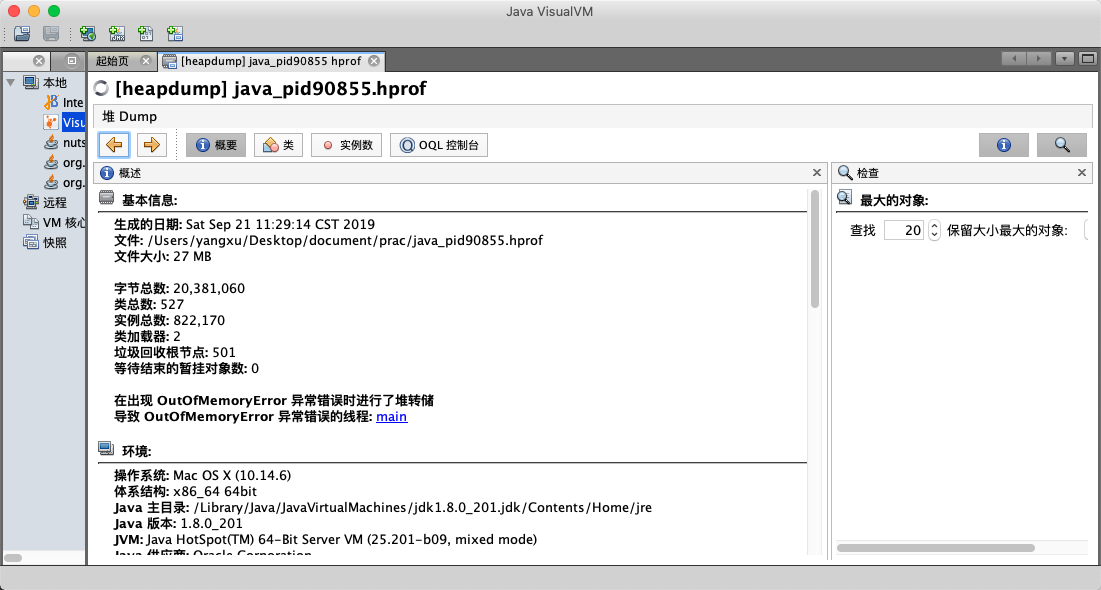 Java VisualVM
起始页
[heapdump] java_pid90855 hprof
本地
Inte
Visu
nuts
org.
org.
远程
VM 核心
快照
[heapdump] java_pid90855.hprof
堆 Dump
概要
类
实例数
OQL 控制台
概述
基本信息:
生成的日期: Sat Sep 21 11:29:14 CST 2019
文件: /Users/yangxu/Desktop/document/prac/java_pid90855.hprof
文件大小: 27 MB
字节总数: 20,381,060
类总数: 527
实例总数: 822,170
类加载器: 2
垃圾回收根节点: 501
等待结束的暂挂对象数: 0
在出现 OutOfMemoryError 异常错误时进行了堆转储
导致 OutOfMemoryError 异常错误的线程: main
环境:
操作系统: Mac OS X (10.14.6)
体系结构: x86_64 64bit
Java 主目录: /Library/Java/JavaVirtualMachines/jdk1.8.0_201.jdk/Contents/Home/jre
Java 版本: 1.8.0_201
JVM: Java HotSpot(TM) 64-Bit Server VM (25.201-b09, mixed mode)
Java 供应商: Oracle Corporation
检查
最大的对象:
查找 20 保留大小最大的对象: